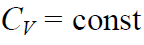 C_V = const